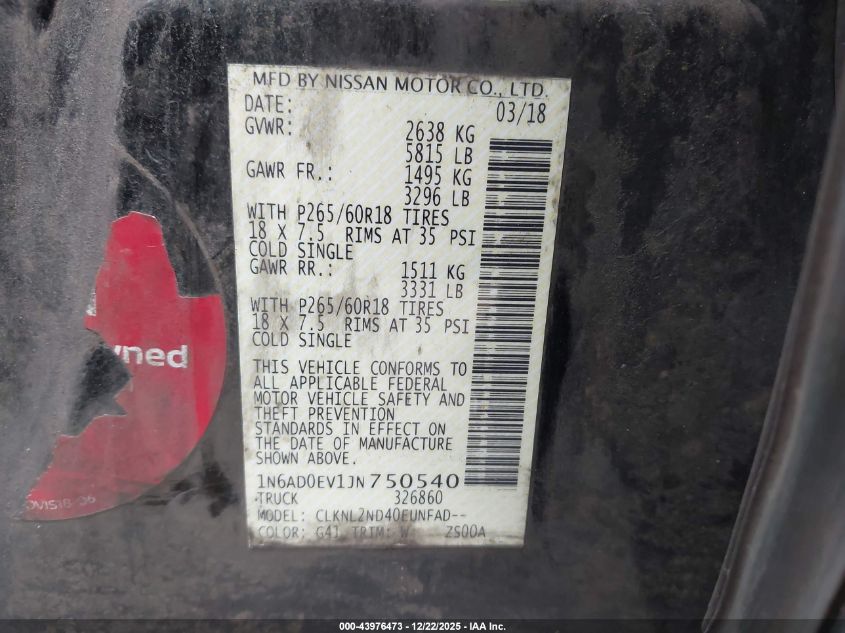 MFD BY NISSAN MOTOR CO., LTD.
DATE: 03/18
GVWR: 2638 KG
5815 LB
GAWR FR.: 1495 KG
3296 LB
WITH P265/60R18 TIRES
18 X 7.5 RIMS AT 35 PSI
COLD SINGLE
GAWR RR.: 1511 KG
3331 LB
WITH P265/60R18 TIRES
18 X 7.5 RIMS AT 35 PSI
COLD SINGLE
THIS VEHICLE CONFORMS TO
ALL APPLICABLE FEDERAL
MOTOR VEHICLE SAFETY AND
THEFT PREVENTION
STANDARDS IN EFFECT ON
THE DATE OF MANUFACTURE
SHOWN ABOVE.
1N6AD0EV1JN750540
TRUCK 326860
MODEL: CLKNL2ND40EUNFAD--
COLOR: G41 TRIM: W ZS00A
wned
000-43976473 - 12/22/2025 - IAA Inc.